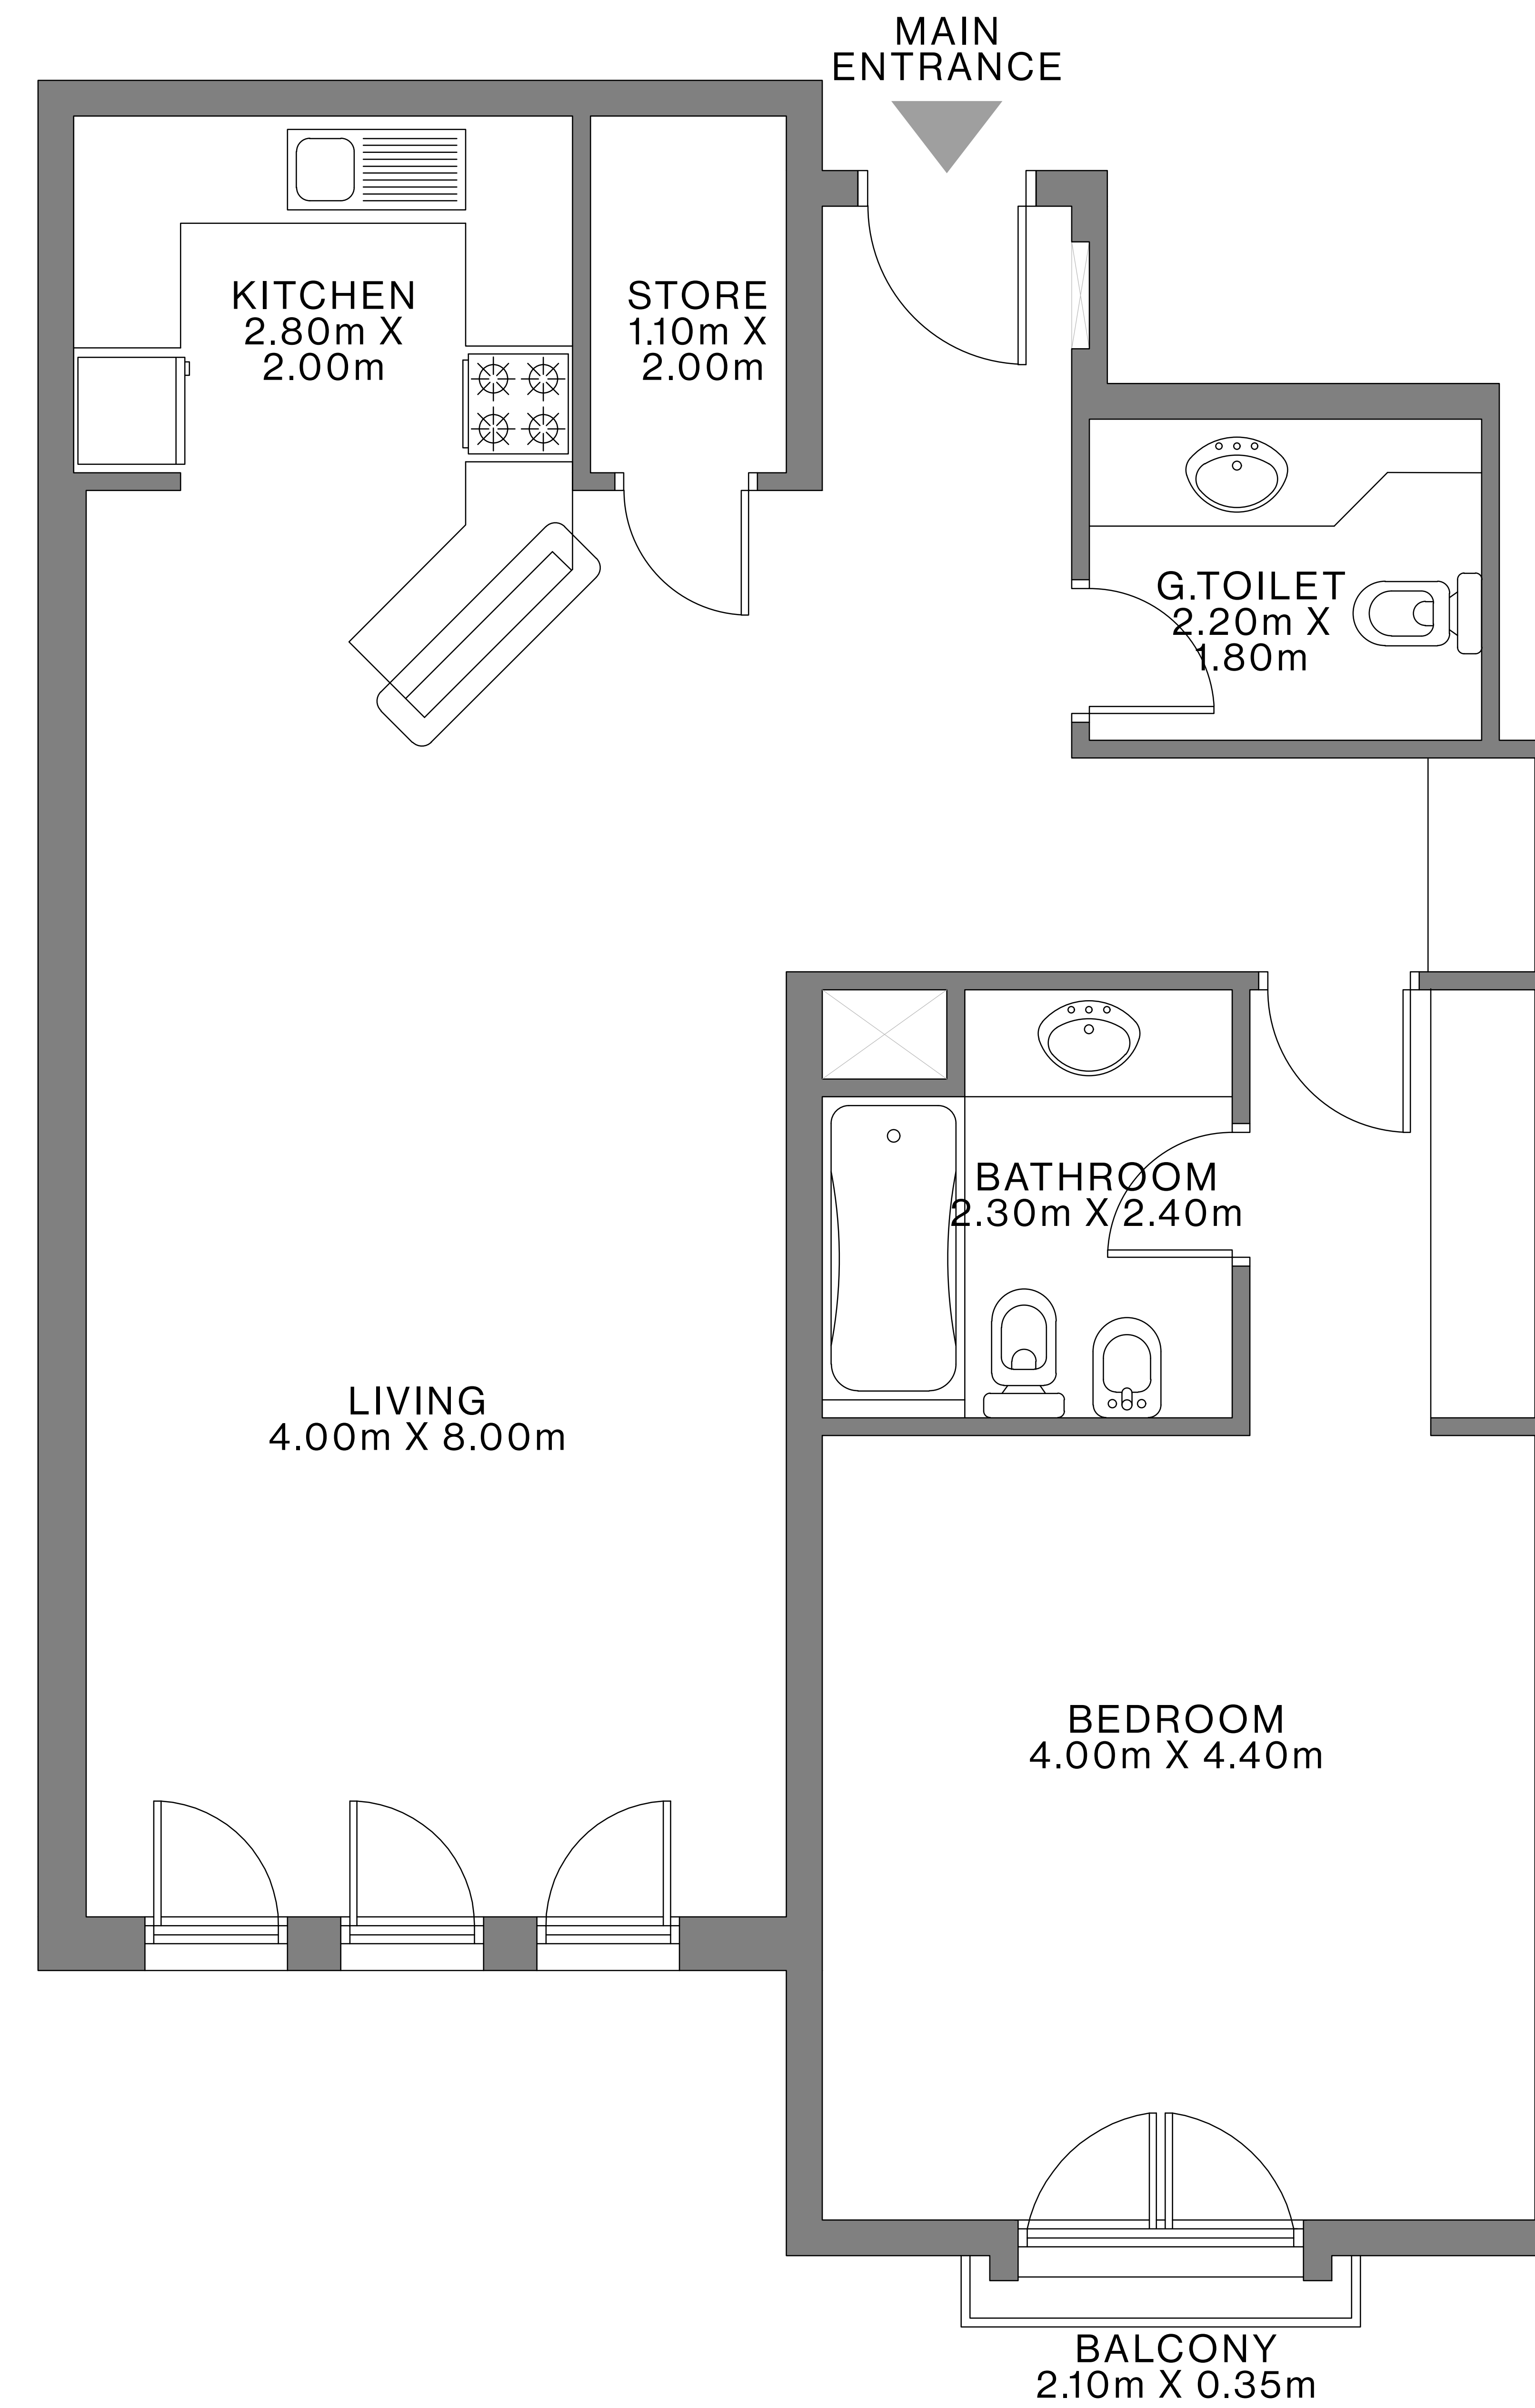 MAIN
ENTRANCE
KITCHEN
2.80m X
2.00m
STORE
1.10m X
2.00m
G.TOILET
2.20m X
1.80m
BATHROOM
2.30m X 2.40m
LIVING
4.00m X 8.00m
BEDROOM
4.00m X 4.40m
BALCONY
2.10m X 0.35m